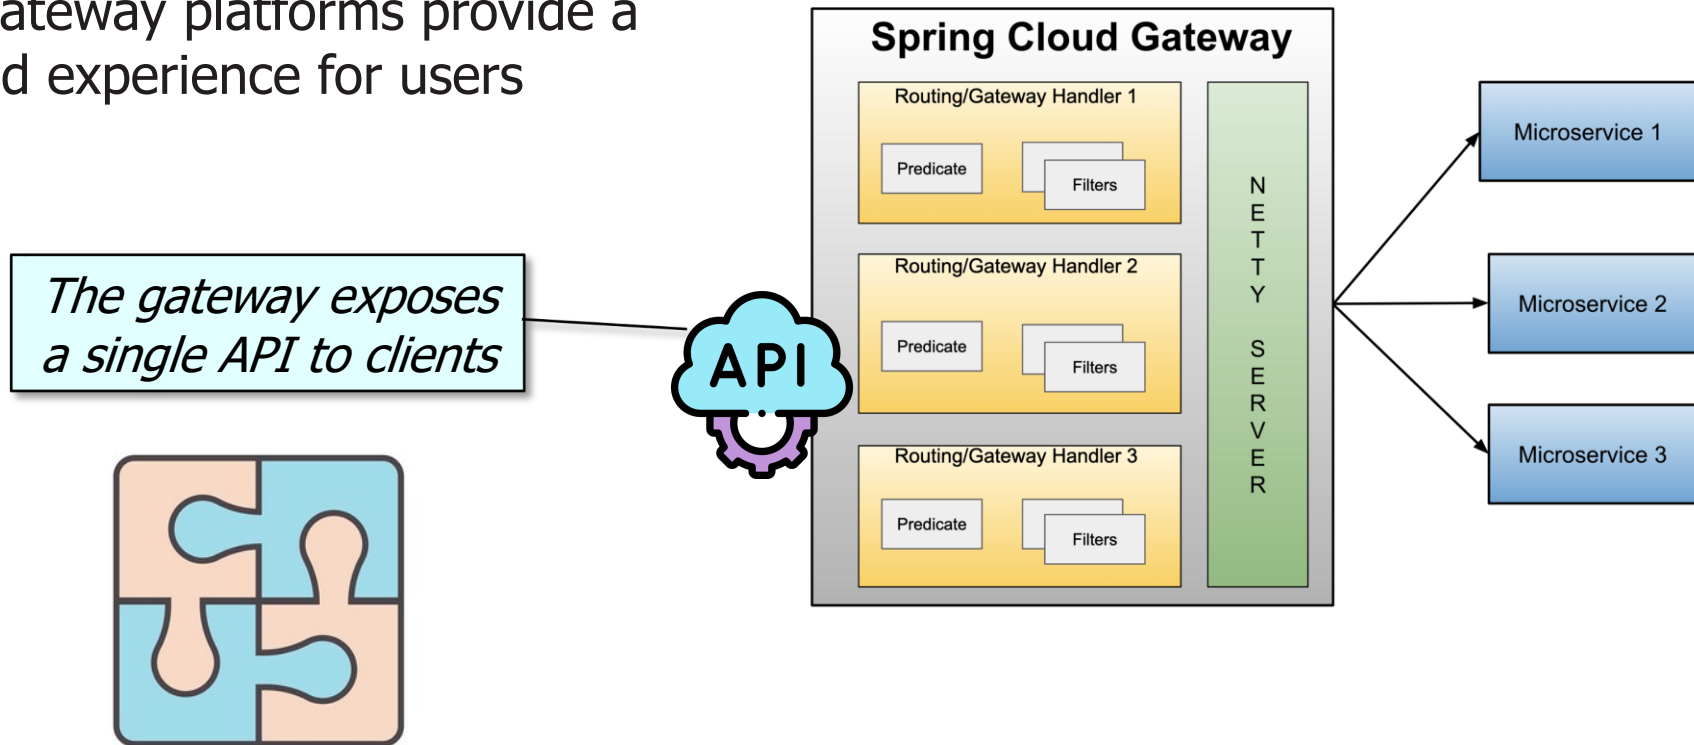 ateway platforms provide a
d experience for users
The gateway exposes
a single API to clients
API
Spring Cloud Gateway
Routing/Gateway Handler 1
Predicate
Filters
Routing/Gateway Handler 2
Predicate
Filters
Routing/Gateway Handler 3
Predicate
Filters
NETTY SERVER
Microservice 1
Microservice 2
Microservice 3